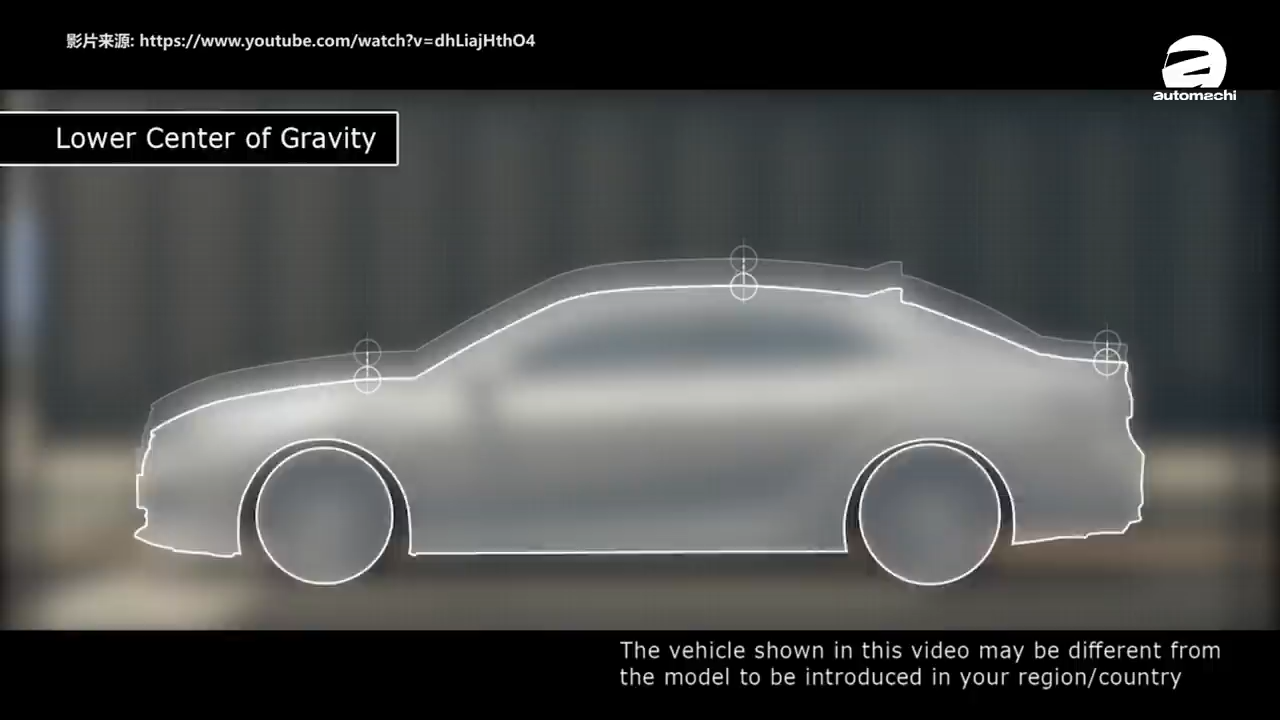 影片来源: https://www.youtube.com/watch?v=dhLiajHthO4
automachi
Lower Center of Gravity
The vehicle shown in this video may be different from
the model to be introduced in your region/country